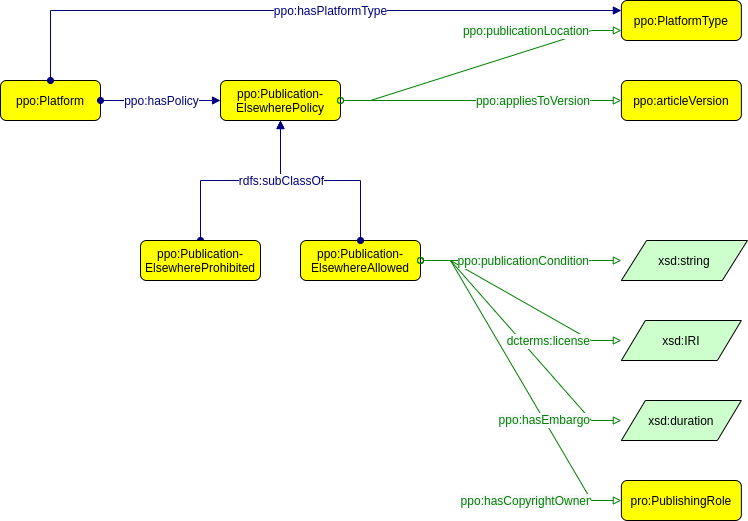 ppo:hasPlatformType
ppo:PlatformType
ppo:publicationLocation
ppo:Platform
ppo:hasPolicy
ppo:Publication-
ElsewherePolicy
ppo:appliesToVersion
ppo:articleVersion
rdfs:subClassOf
ppo:Publication-
ElsewhereProhibited
ppo:Publication-
ElsewhereAllowed
ppo:publicationCondition
xsd:string
dcterms:license
xsd:IRI
ppo:hasEmbargo
xsd:duration
ppo:hasCopyrightOwner
pro:PublishingRole